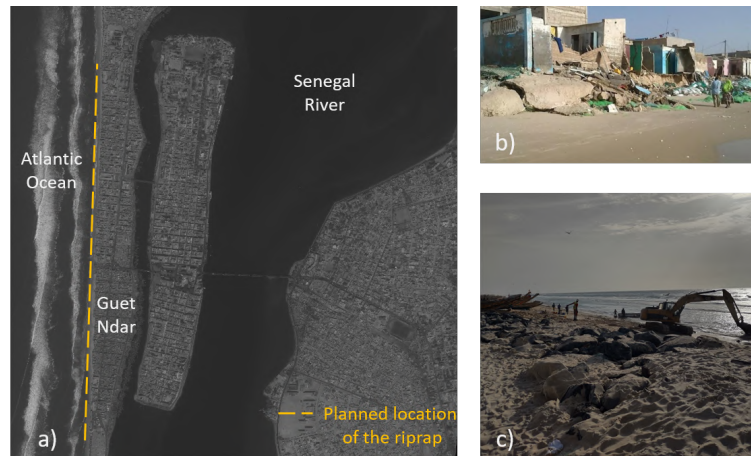 Atlantic
Ocean
Senegal
River
Guet
Ndar
Planned location
of the riprap
a)
b)
c)